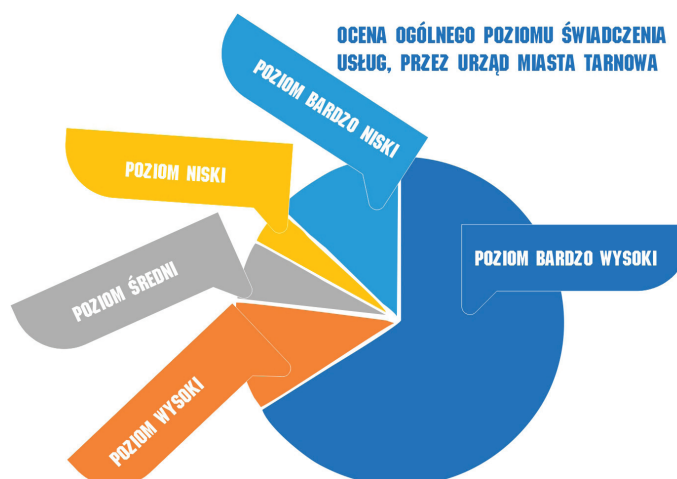 OCENA OGÓLNEGO POZIOMU ŚWIADCZENIA
USŁUG, PRZEZ URZĄD MIASTA TARNOWA
POZIOM BARDZO NISKI
POZIOM NISKI
POZIOM BARDZO WYSOKI
POZIOM ŚREDNI
POZIOM WYSOKI